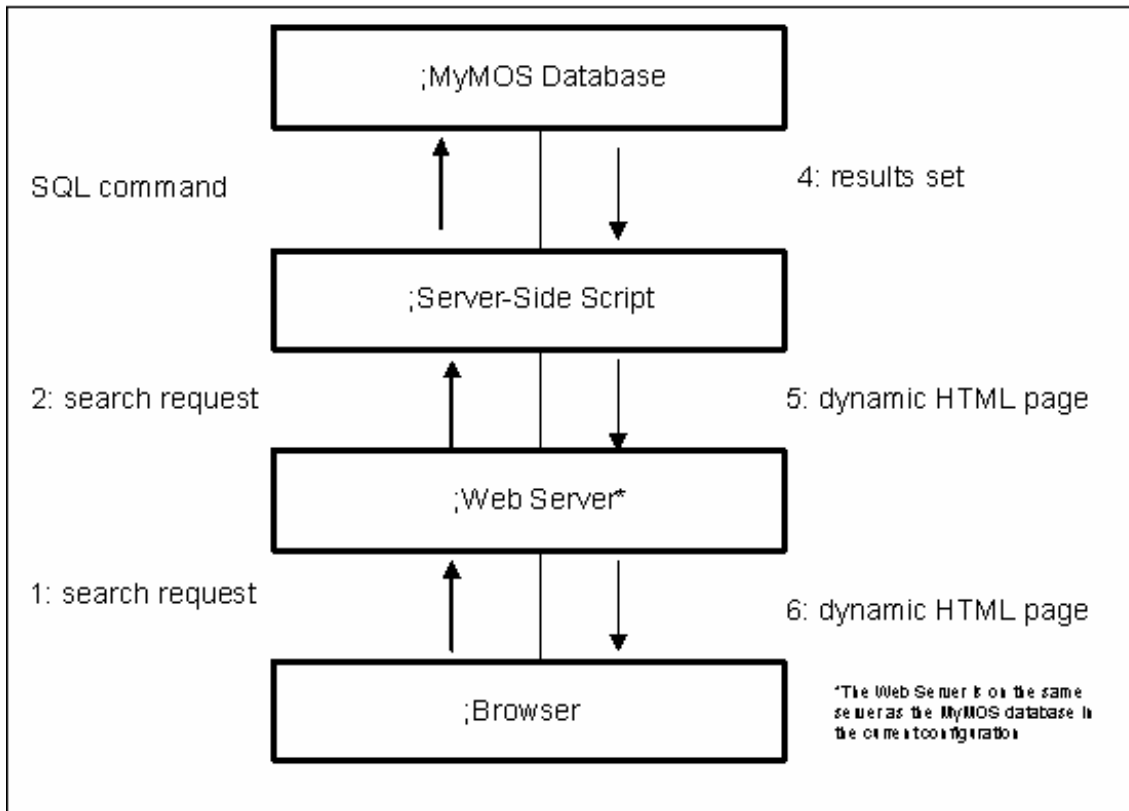 ;MyMOS Database
SQL command
4: results set
;Server-Side Script
2: search request
5: dynamic HTML page
;Web Server*
1: search request
6: dynamic HTML page
;Browser
*The Web Server is on the same
server as the MyMOS database in
the current configuration